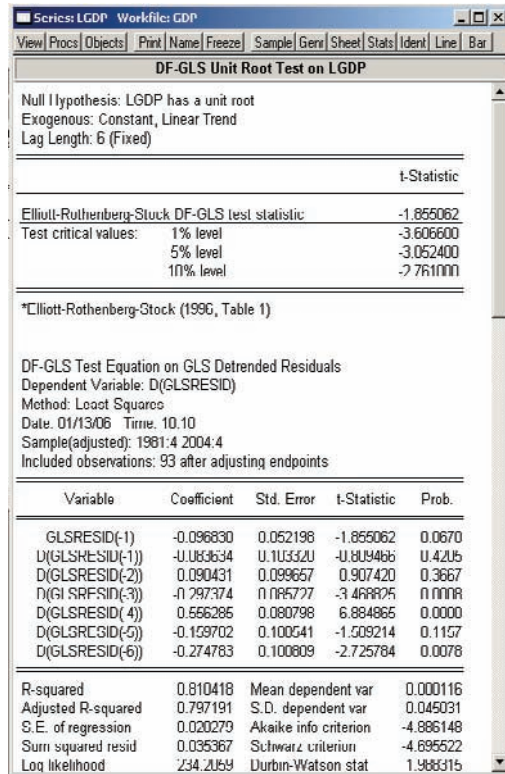 Series: LGDP Workfile: GDP
View Procs Objects Print Name Freeze Sample Genr Sheet Stats Ident Line Bar
DF-GLS Unit Root Test on LGDP
Null Hypothesis: LGDP has a unit root
Exogenous: Constant, Linear Trend
Lag Length: 6 (Fixed)
t-Statistic
Elliott-Rothenberg-Stock DF-GLS test statistic -1.855062
Test critical values: 1% level -3.606600
5% level -3.052400
10% level -2.761000
*Elliott-Rothenberg-Stock (1996, Table 1)
DF-GLS Test Equation on GLS Detrended Residuals
Dependent Variable: D(GLSRESID)
Method: Least Squares
Date: 01/13/06 Time: 10:10
Sample(adjusted): 1981:4 2004:4
Included observations: 93 after adjusting endpoints
Variable Coefficient Std. Error t-Statistic Prob.
GLSRESID(-1) -0.096830 0.052198 -1.855062 0.0670
D(GLSRESID(-1)) -0.083634 0.103320 -0.809466 0.4205
D(GLSRESID(-2)) 0.090431 0.099657 0.907420 0.3667
D(GLSRESID(-3)) -0.297374 0.085727 -3.468825 0.0008
D(GLSRESID(-4)) 0.556285 0.080798 6.884865 0.0000
D(GLSRESID(-5)) -0.159702 0.100541 0.1157
D(GLSRESID(-6)) -0.274783 0.100809 -2.725784 0.0078
R-squared 0.810418 Mean dependent var 0.000116
Adjusted R-squared 0.797191 S.D. dependent var 0.045031
S.E. of regression 0.020279 Akaike info criterion -4.886148
Sum squared resid 0.035367 Schwarz criterion -4.695522
Log likelihood 234.2059 Durbin-Watson stat 1.988315